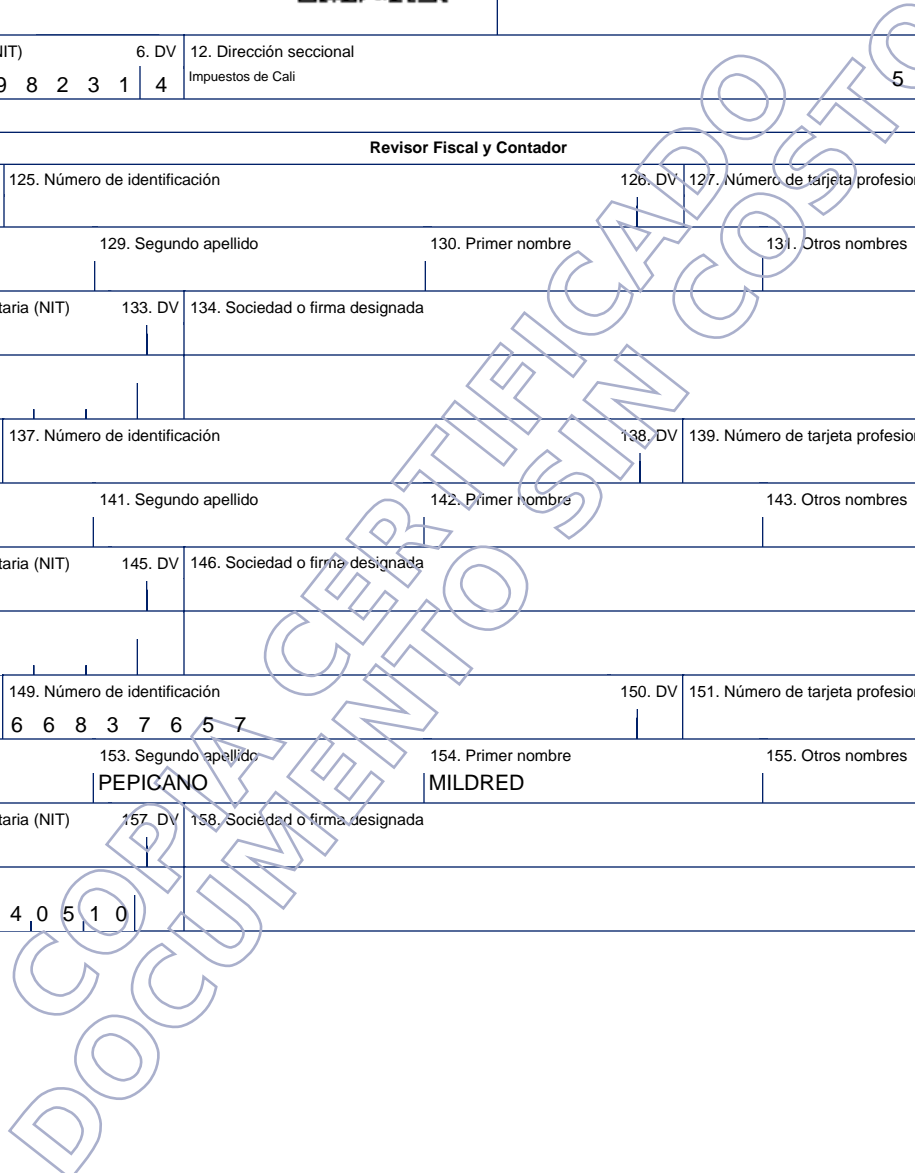 IT) 6. DV 12. Dirección seccional
9 8 2 3 1 4 Impuestos de Cali 5
Revisor Fiscal y Contador
125. Número de identificación 126. DV 127. Número de tarjeta profesio
129. Segundo apellido 130. Primer nombre 131. Otros nombres
taria (NIT) 133. DV 134. Sociedad o firma designada
137. Número de identificación 138. DV 139. Número de tarjeta profesio
141. Segundo apellido 142. Primer nombre 143. Otros nombres
taria (NIT) 145. DV 146. Sociedad o firma designada
149. Número de identificación 150. DV 151. Número de tarjeta profesio
6 6 8 3 7 6 5 7
153. Segundo apellido 154. Primer nombre 155. Otros nombres
PEPICANO MILDRED
taria (NIT) 157. DV 158. Sociedad o firma designada
4 0 5 1 0
COPIA CERTIFICADO
DOCUMENTO SIN COSTO